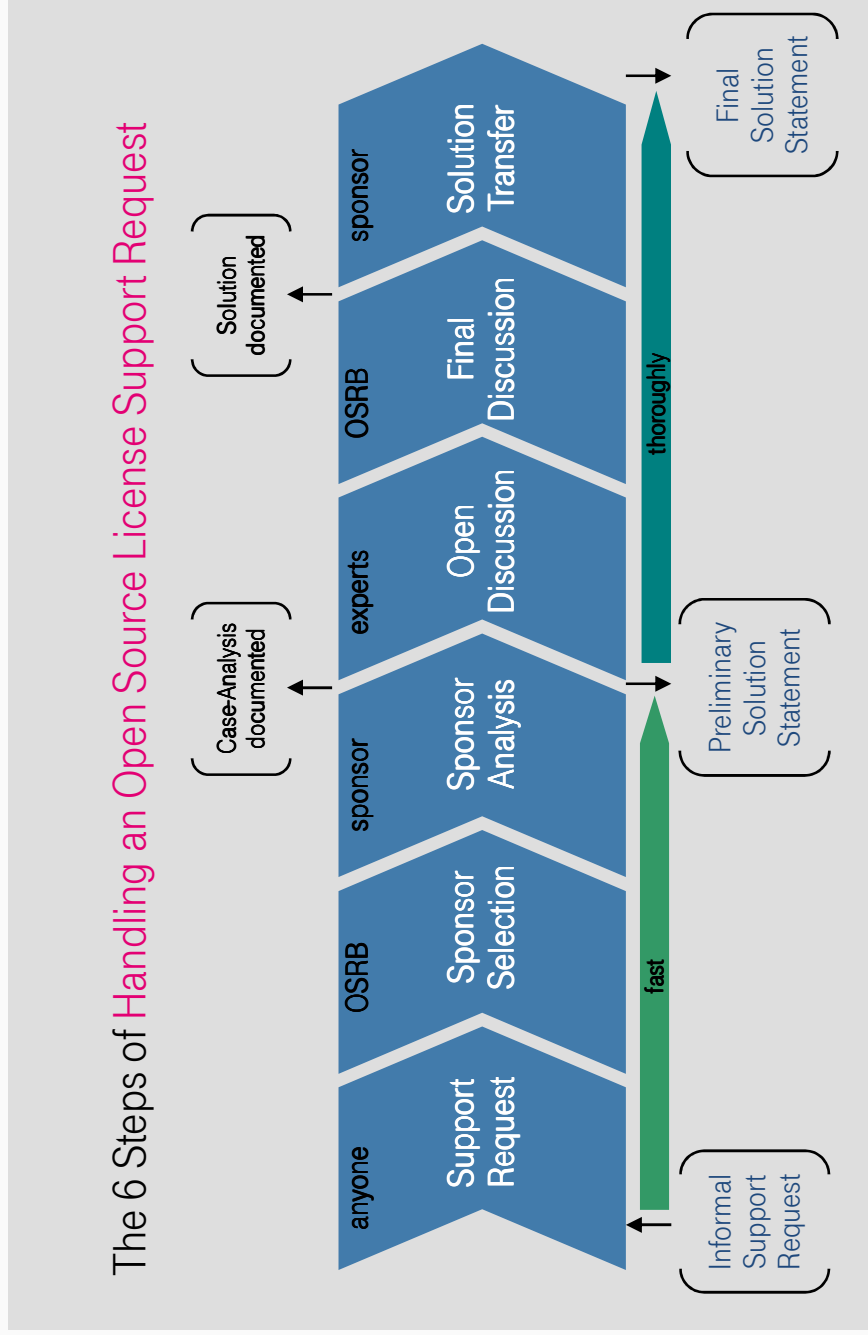 The 6 Steps of Handling an Open Source License Support Request
Case-Analysis
documented
Solution
documented
anyone
OSRB
sponsor
experts
OSRB
sponsor
Support
Request
Sponsor
Selection
Sponsor
Analysis
Open
Discussion
Final
Discussion
Solution
Transfer
fast
thoroughly
Informal
Support
Request
Preliminary
Solution
Statement
Final
Solution
Statement